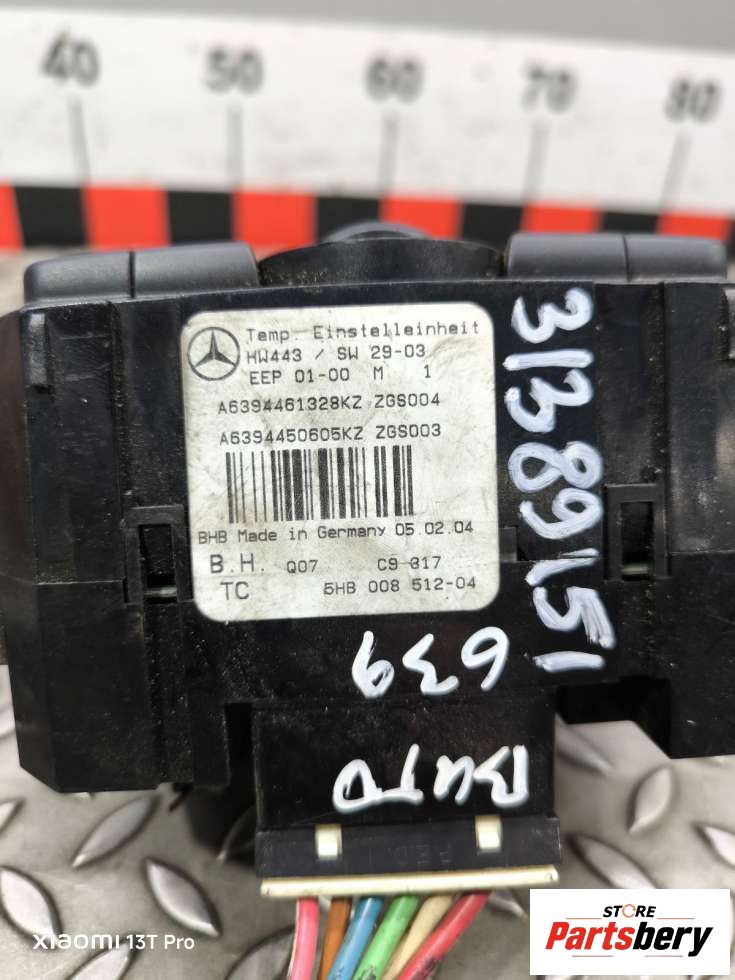 40 50 60 70 80
Temp. Einstelleinheit
HW443 / SW 29-03
EEP 01-00 M 1
A6394461328KZ ZGS004
A6394450605KZ ZGS003
BHB Made in Germany 05.02.04
B.H. Q07 C9 317
TC 5HB 008 512-04
31389151
639
ВИТО
XIAOMI 13T Pro
STORE
Partsbery